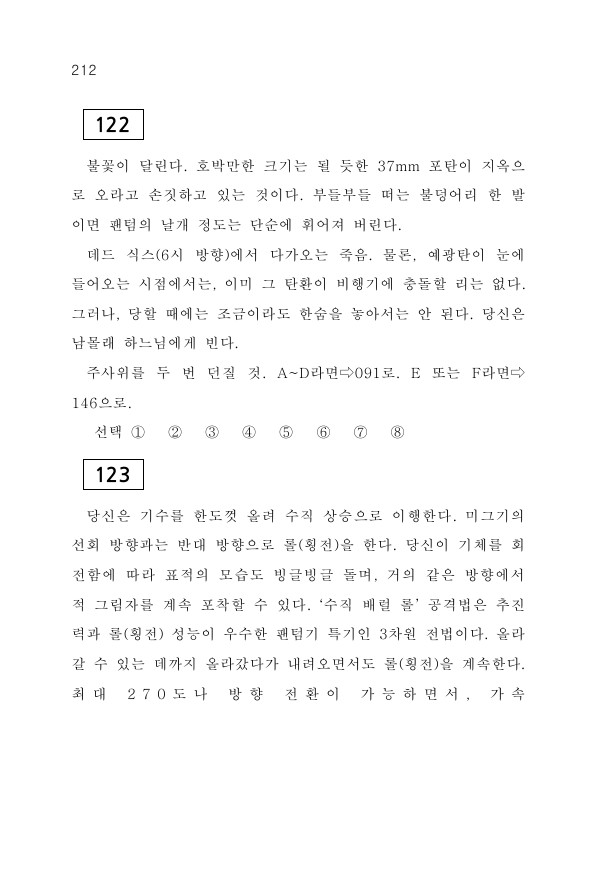 212
122
불꽃이 달린다. 호박만한 크기는 될 듯한 37mm 포탄이 지옥으
로 오라고 손짓하고 있는 것이다. 부들부들 떠는 불덩어리 한 발
이면 팬텀의 날개 정도는 단순에 휘어져 버린다.
데드 식스(6시 방향)에서 다가오는 죽음. 물론, 예광탄이 눈에
들어오는 시점에서는, 이미 그 탄환이 비행기에 충돌할 리는 없다.
그러나, 당할 때에는 조금이라도 한숨을 놓아서는 안 된다. 당신은
남몰래 하느님에게 빈다.
주사위를 두 번 던질 것. A~D라면⇨091로. E 또는 F라면⇨
146으로.
선택 ① ② ③ ④ ⑤ ⑥ ⑦ ⑧
123
당신은 기수를 한도껏 올려 수직 상승으로 이행한다. 미그기의
선회 방향과는 반대 방향으로 롤(횡전)을 한다. 당신이 기체를 회
전함에 따라 표적의 모습도 빙글빙글 돌며, 거의 같은 방향에서
적 그림자를 계속 포착할 수 있다. ‘수직 배럴 롤’ 공격법은 추진
력과 롤(횡전) 성능이 우수한 팬텀기 특기인 3차원 전법이다. 올라
갈 수 있는 데까지 올라갔다가 내려오면서도 롤(횡전)을 계속한다.
최대 270도나 방향 전환이 가능하면서, 가속